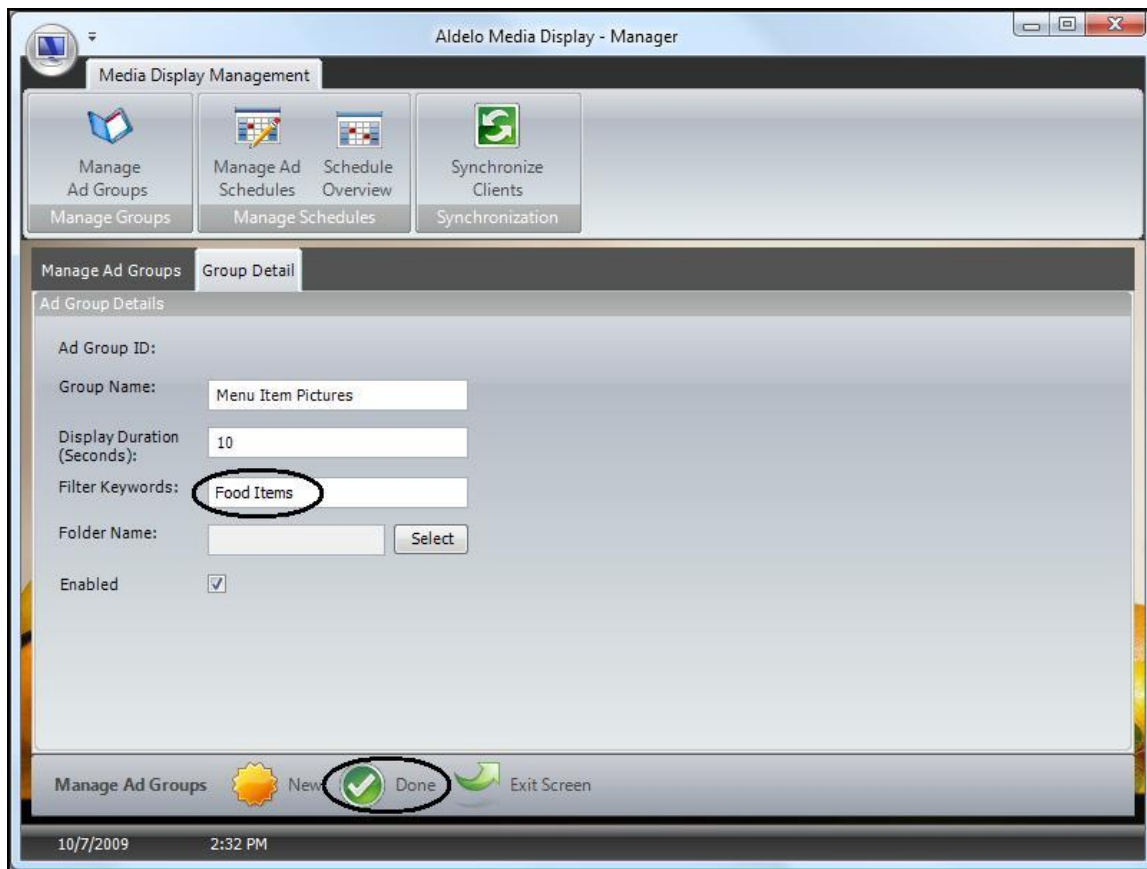 Aldelo Media Display - Manager
Media Display Management
Manage Ad Groups
Manage Ad Schedules
Schedule Overview
Synchronize Clients
Manage Groups
Manage Schedules
Synchronization
Manage Ad Groups
Group Detail
Ad Group Details
Ad Group ID:
Group Name:
Menu Item Pictures
Display Duration (Seconds):
10
Filter Keywords:
Food Items
Folder Name:
Select
Enabled
Manage Ad Groups
New
Done
Exit Screen
10/7/2009
2:32 PM